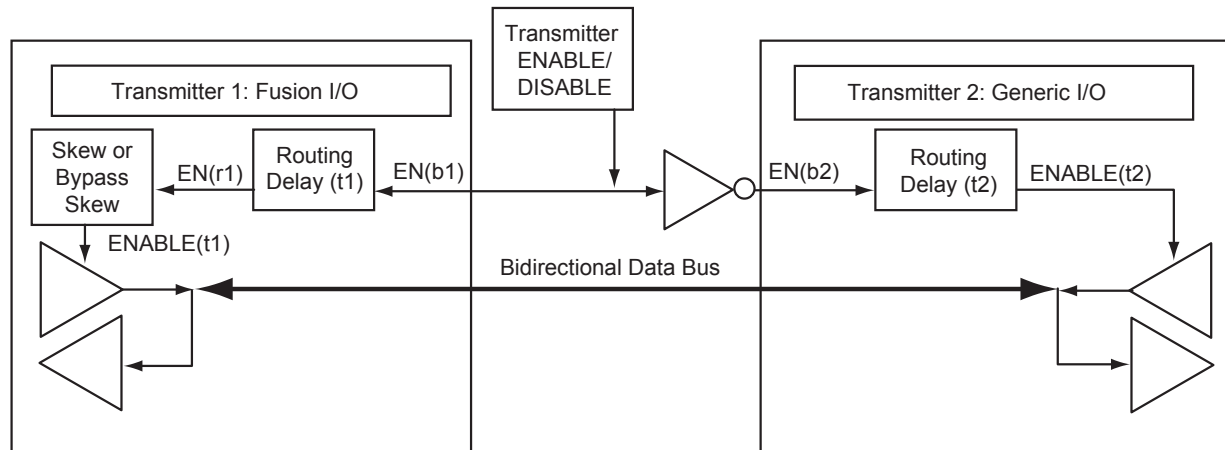 Transmitter
ENABLE/
DISABLE
Transmitter 1: Fusion I/O
Transmitter 2: Generic I/O
Skew or
Bypass
Skew
EN(r1)
Routing
Delay (t1)
EN(b1)
EN(b2)
Routing
Delay (t2)
ENABLE(t2)
ENABLE(t1)
Bidirectional Data Bus